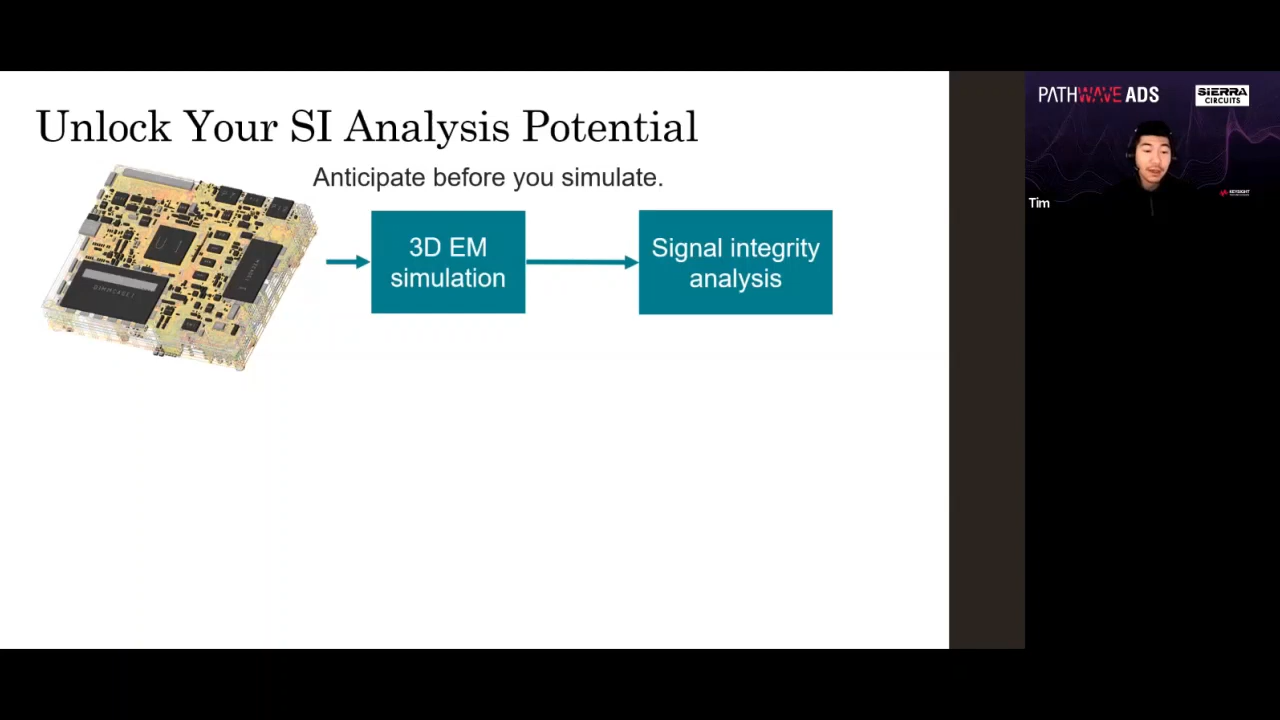 Unlock Your SI Analysis Potential
Anticipate before you simulate.
3D EM
simulation
Signal integrity
analysis
PATHWAVE ADS
SIERRA
CIRCUITS
KEYSIGHT
Tim